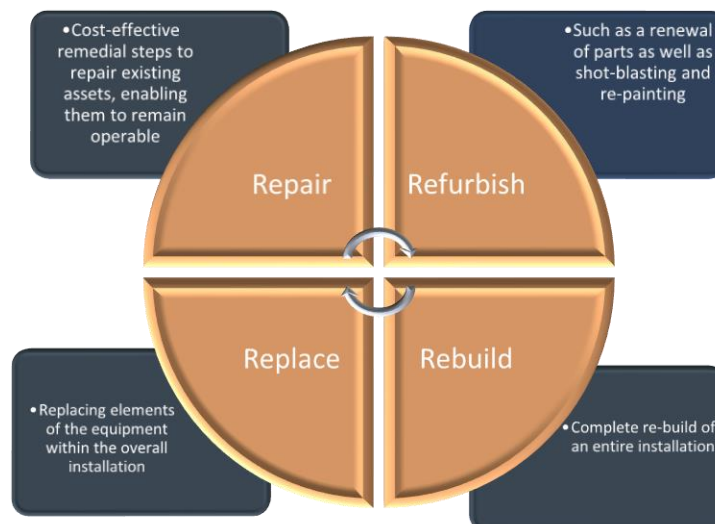 •Cost-effective
remedial steps to
repair existing
assets, enabling
them to remain
operable
•Such as a renewal
of parts as well as
shot-blasting and
re-painting
Repair
Refurbish
Replace
Rebuild
•Replacing elements
of the equipment
within the overall
installation
•Complete re-build of
an entire installation